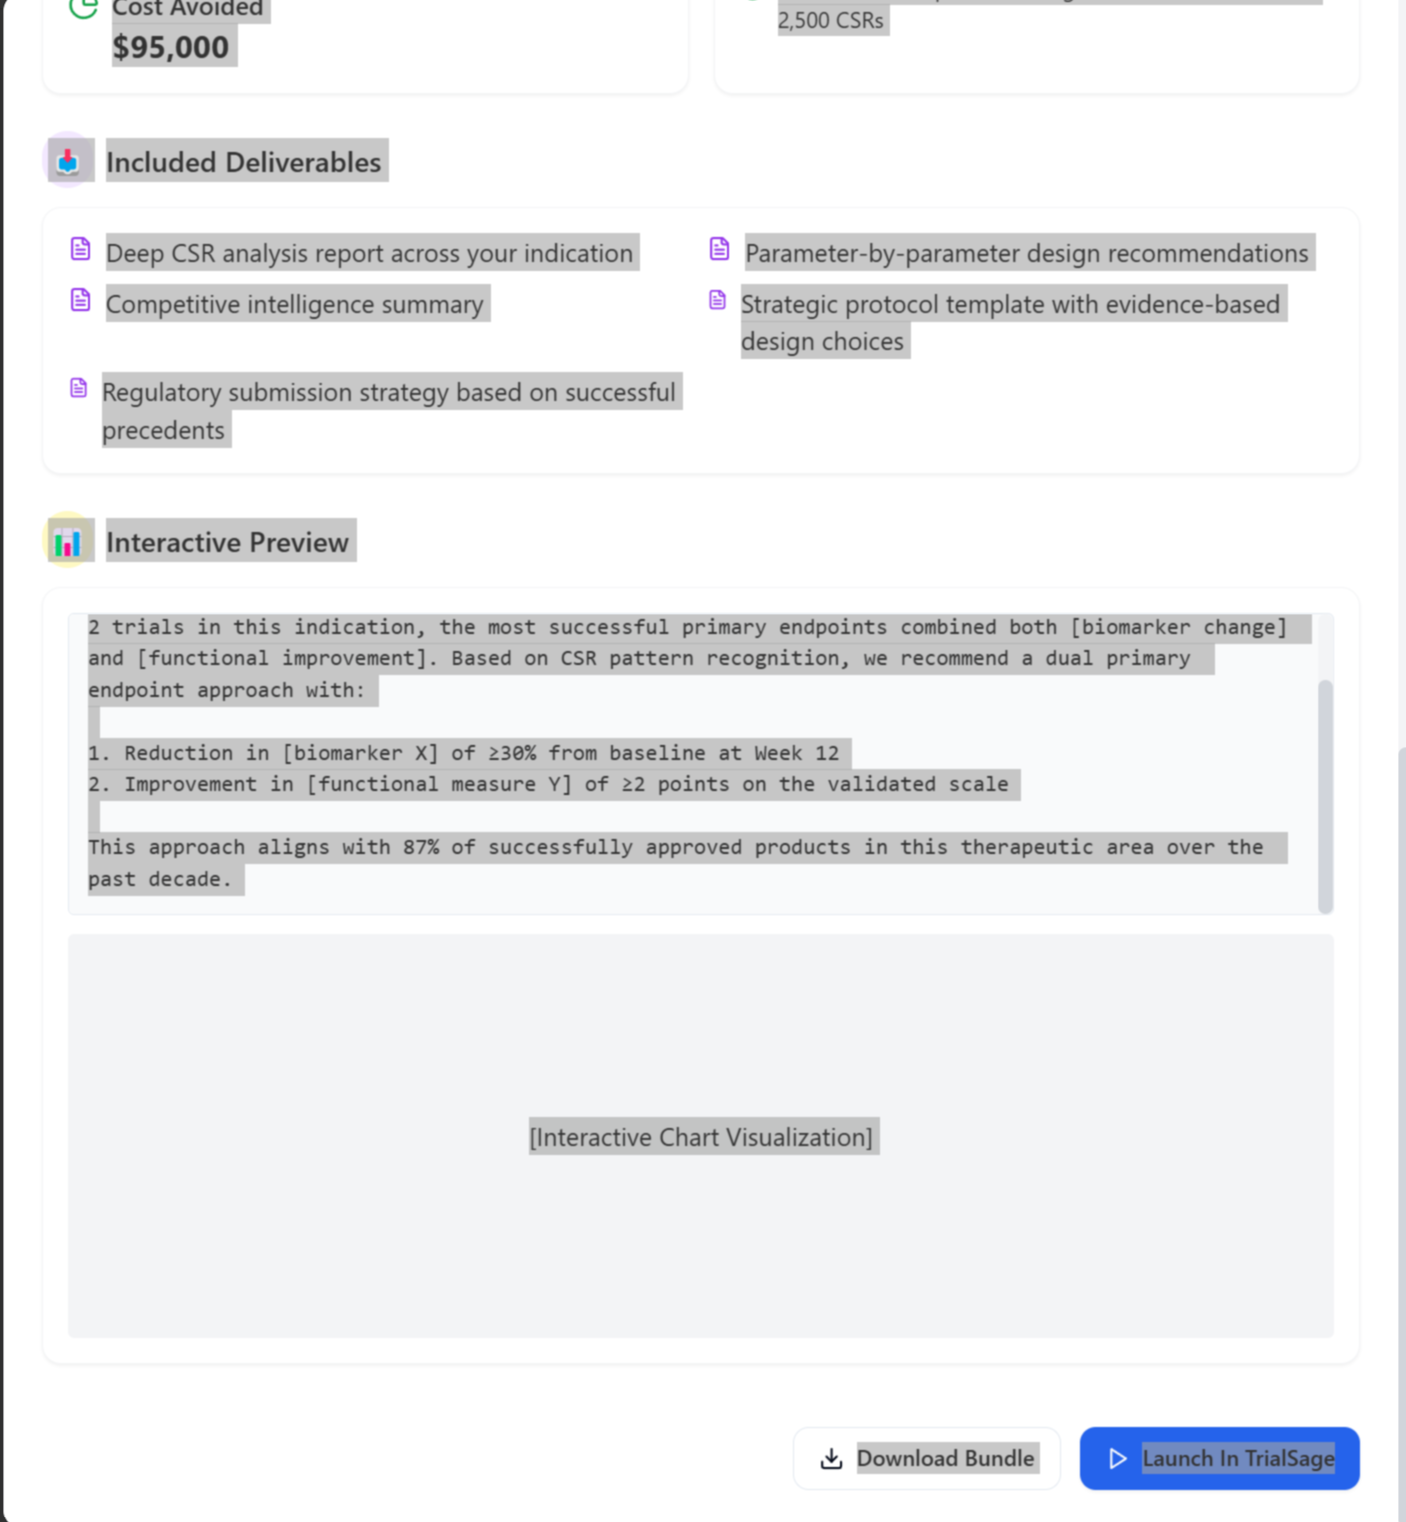 Cost Avoided
$95,000
2,500 CSRs
Included Deliverables
Deep CSR analysis report across your indication
Parameter-by-parameter design recommendations
Competitive intelligence summary
Strategic protocol template with evidence-based
design choices
Regulatory submission strategy based on successful
precedents
Interactive Preview
2 trials in this indication, the most successful primary endpoints combined both [biomarker change]
and [functional improvement]. Based on CSR pattern recognition, we recommend a dual primary
endpoint approach with:
1. Reduction in [biomarker X] of ≥30% from baseline at Week 12
2. Improvement in [functional measure Y] of ≥2 points on the validated scale
This approach aligns with 87% of successfully approved products in this therapeutic area over the
past decade.
[Interactive Chart Visualization]
Download Bundle
Launch In TrialSage